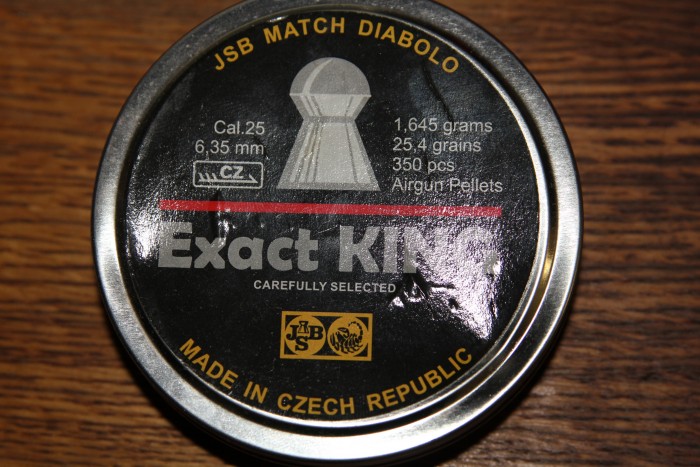 JSB MATCH DIABOLO
Cal.25
6,35 mm
CZ
1,645 grams
25,4 grains
350 pcs
Airgun Pellets
Exact KING
CAREFULLY SELECTED
JSB
MADE IN CZECH REPUBLIC